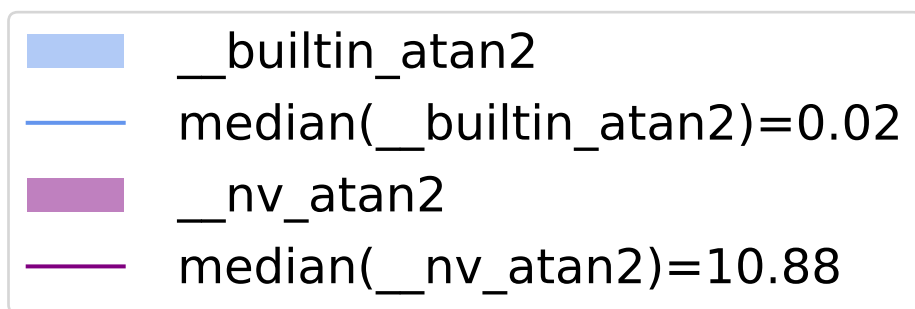 __builtin_atan2
median(__builtin_atan2)=0.02
__nv_atan2
median(__nv_atan2)=10.88